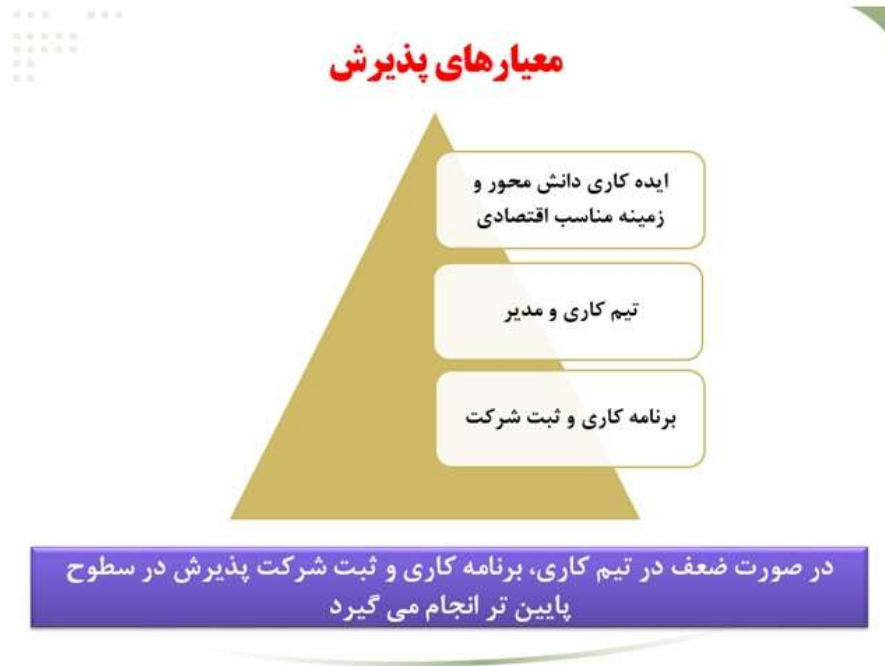 معیارهای پذیرش
ایده کاری دانش محور و
زمینه مناسب اقتصادی
تیم کاری و مدیر
برنامه کاری و ثبت شرکت
در صورت ضعف در تیم کاری، برنامه کاری و ثبت شرکت پذیرش در سطوح
پایین تر انجام می گیرد